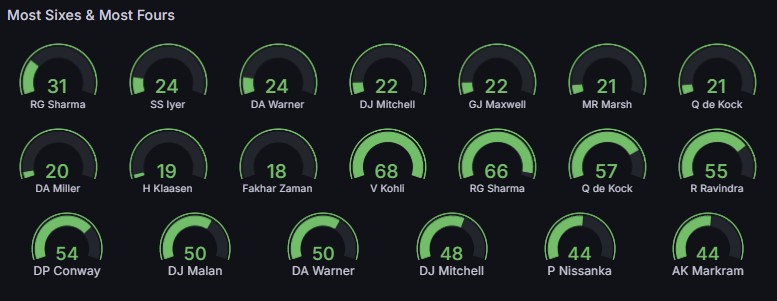 Most Sixes & Most Fours
31 24 24 22 22 21 21
RG Sharma SS Iyer DA Warner DJ Mitchell GJ Maxwell MR Marsh Q de Kock
20 19 18 68 66 57 55
DA Miller H Klaasen Fakhar Zaman V Kohli RG Sharma Q de Kock R Ravindra
54 50 50 48 44 44
DP Conway DJ Malan DA Warner DJ Mitchell P Nissanka AK Markram